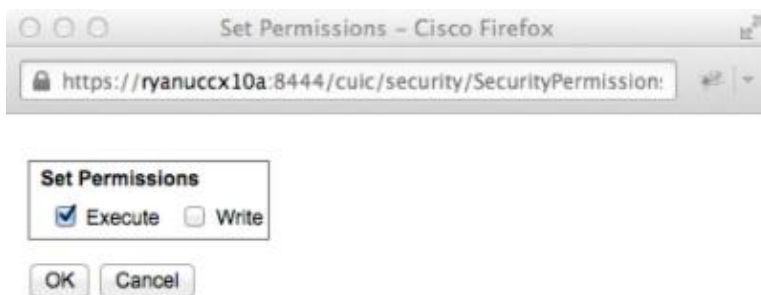 Set Permissions – Cisco Firefox
https://ryanuccx10a:8444/cuic/security/SecurityPermission:
Set Permissions
Execute Write
OK Cancel